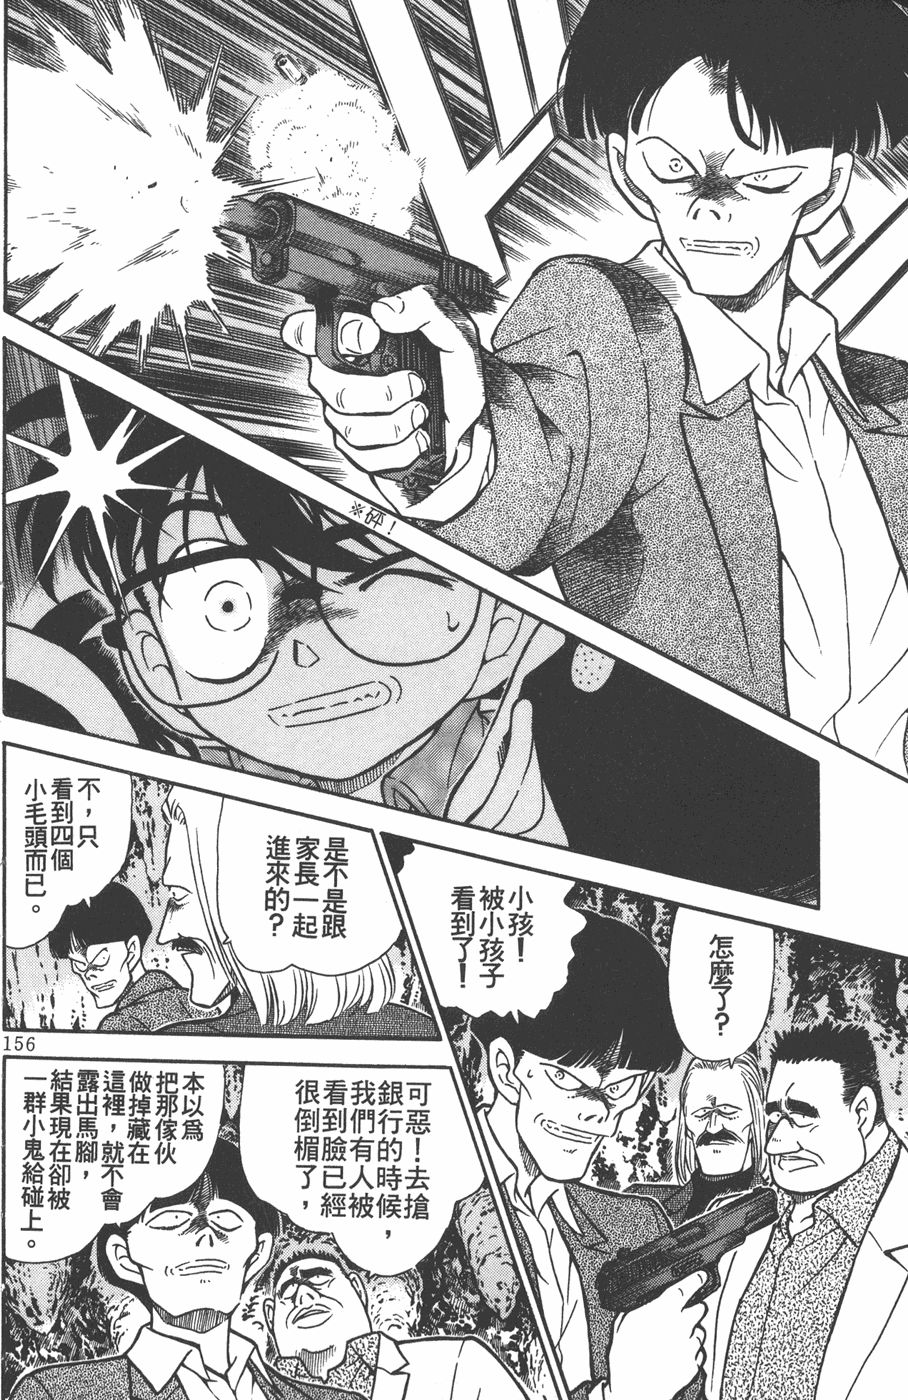 ※砰！
怎麼了？
小孩！
被小孩子
看到了！
是不是跟
家長一起
進來的？
不，只
看到四個
小毛頭而已。
156
可惡！去搶
銀行的時候，
我們有人被
看到臉已經
很倒楣了，
本以為
把那傢伙
做掉藏在
這裡，就不會
露出馬腳，
結果現在卻被
一群小鬼給碰上。